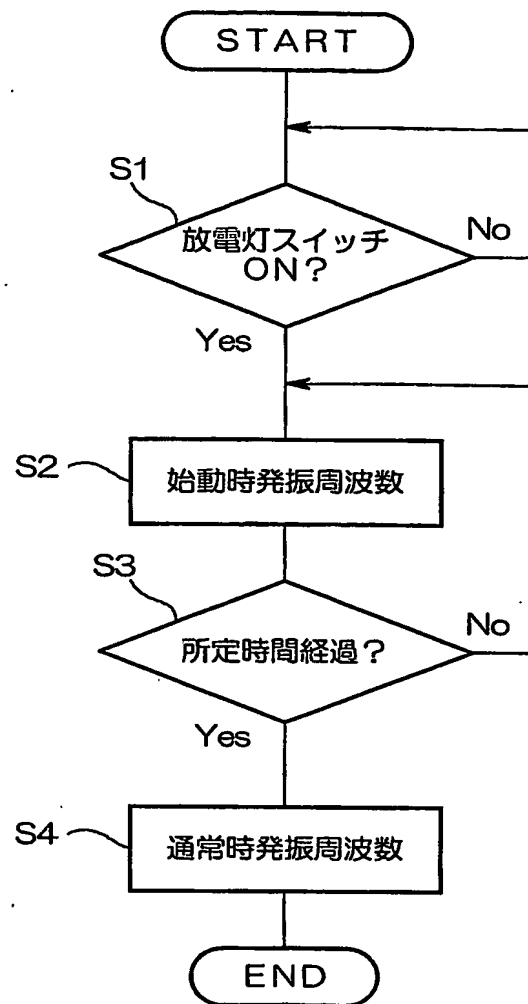 START
S1
放電灯スイッチ
ON?
No
Yes
S2
始動時発振周波数
S3
所定時間経過?
No
Yes
S4
通常時発振周波数
END